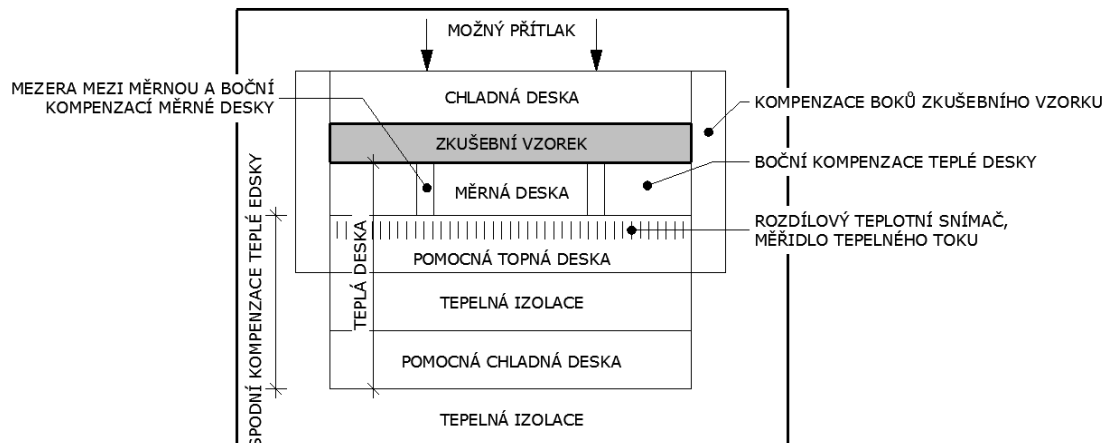 MOŽNÝ PŘÍTLAK
MEZERA MEZI MĚRNOU A BOČNÍ
KOMPENZACÍ MĚRNÉ DESKY
CHLADNÁ DESKA
KOMPENZACE BOKŮ ZKUŠEBNÍHO VZORKU
ZKUŠEBNÍ VZOREK
BOČNÍ KOMPENZACE TEPLÉ DESKY
MĚRNÁ DESKA
ROZDÍLOVÝ TEPLOTNÍ SNÍMAČ,
MĚŘIDLO TEPELNÉHO TOKU
SPODNÍ KOMPENZACE TEPLÉ EDSKY
TEPLÁ DESKA
POMOCNÁ TOPNÁ DESKA
TEPELNÁ IZOLACE
POMOCNÁ CHLADNÁ DESKA
TEPELNÁ IZOLACE